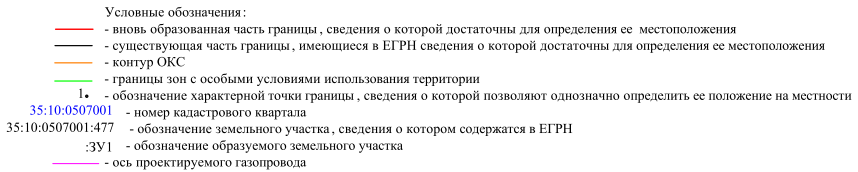 Условные обозначения:
- вновь образованная часть границы, сведения о которой достаточны для определения ее местоположения
- существующая часть границы, имеющиеся в ЕГРН сведения о которой достаточны для определения ее местоположения
- контур ОКС
- границы зон с особыми условиями использования территории
1. - обозначение характерной точки границы, сведения о которой позволяют однозначно определить ее положение на местности
35:10:0507001 - номер кадастрового квартала
35:10:0507001:477 - обозначение земельного участка, сведения о котором содержатся в ЕГРН
:ЗУ1 - обозначение образуемого земельного участка
- ось проектируемого газопровода